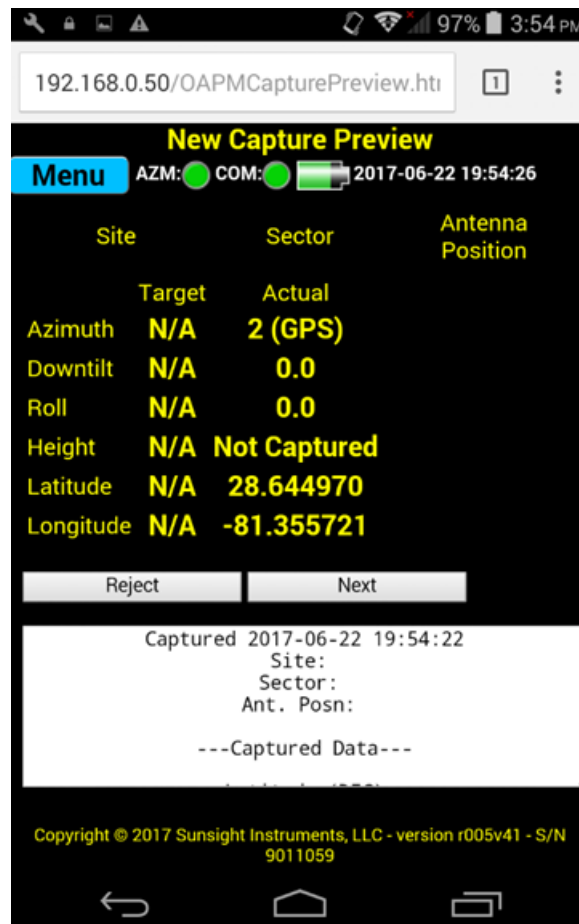 97% 3:54 PM
192.168.0.50/OAPMCapturePreview.ht
1
New Capture Preview
Menu AZM: COM: 2017-06-22 19:54:26
Site Sector Antenna
Position
Target Actual
Azimuth N/A 2 (GPS)
Downtilt N/A 0.0
Roll N/A 0.0
Height N/A Not Captured
Latitude N/A 28.644970
Longitude N/A -81.355721
Reject Next
Captured 2017-06-22 19:54:22
Site:
Sector:
Ant. Posn:
---Captured Data---
Copyright © 2017 Sunsight Instruments, LLC - version r005v41 - S/N
9011059